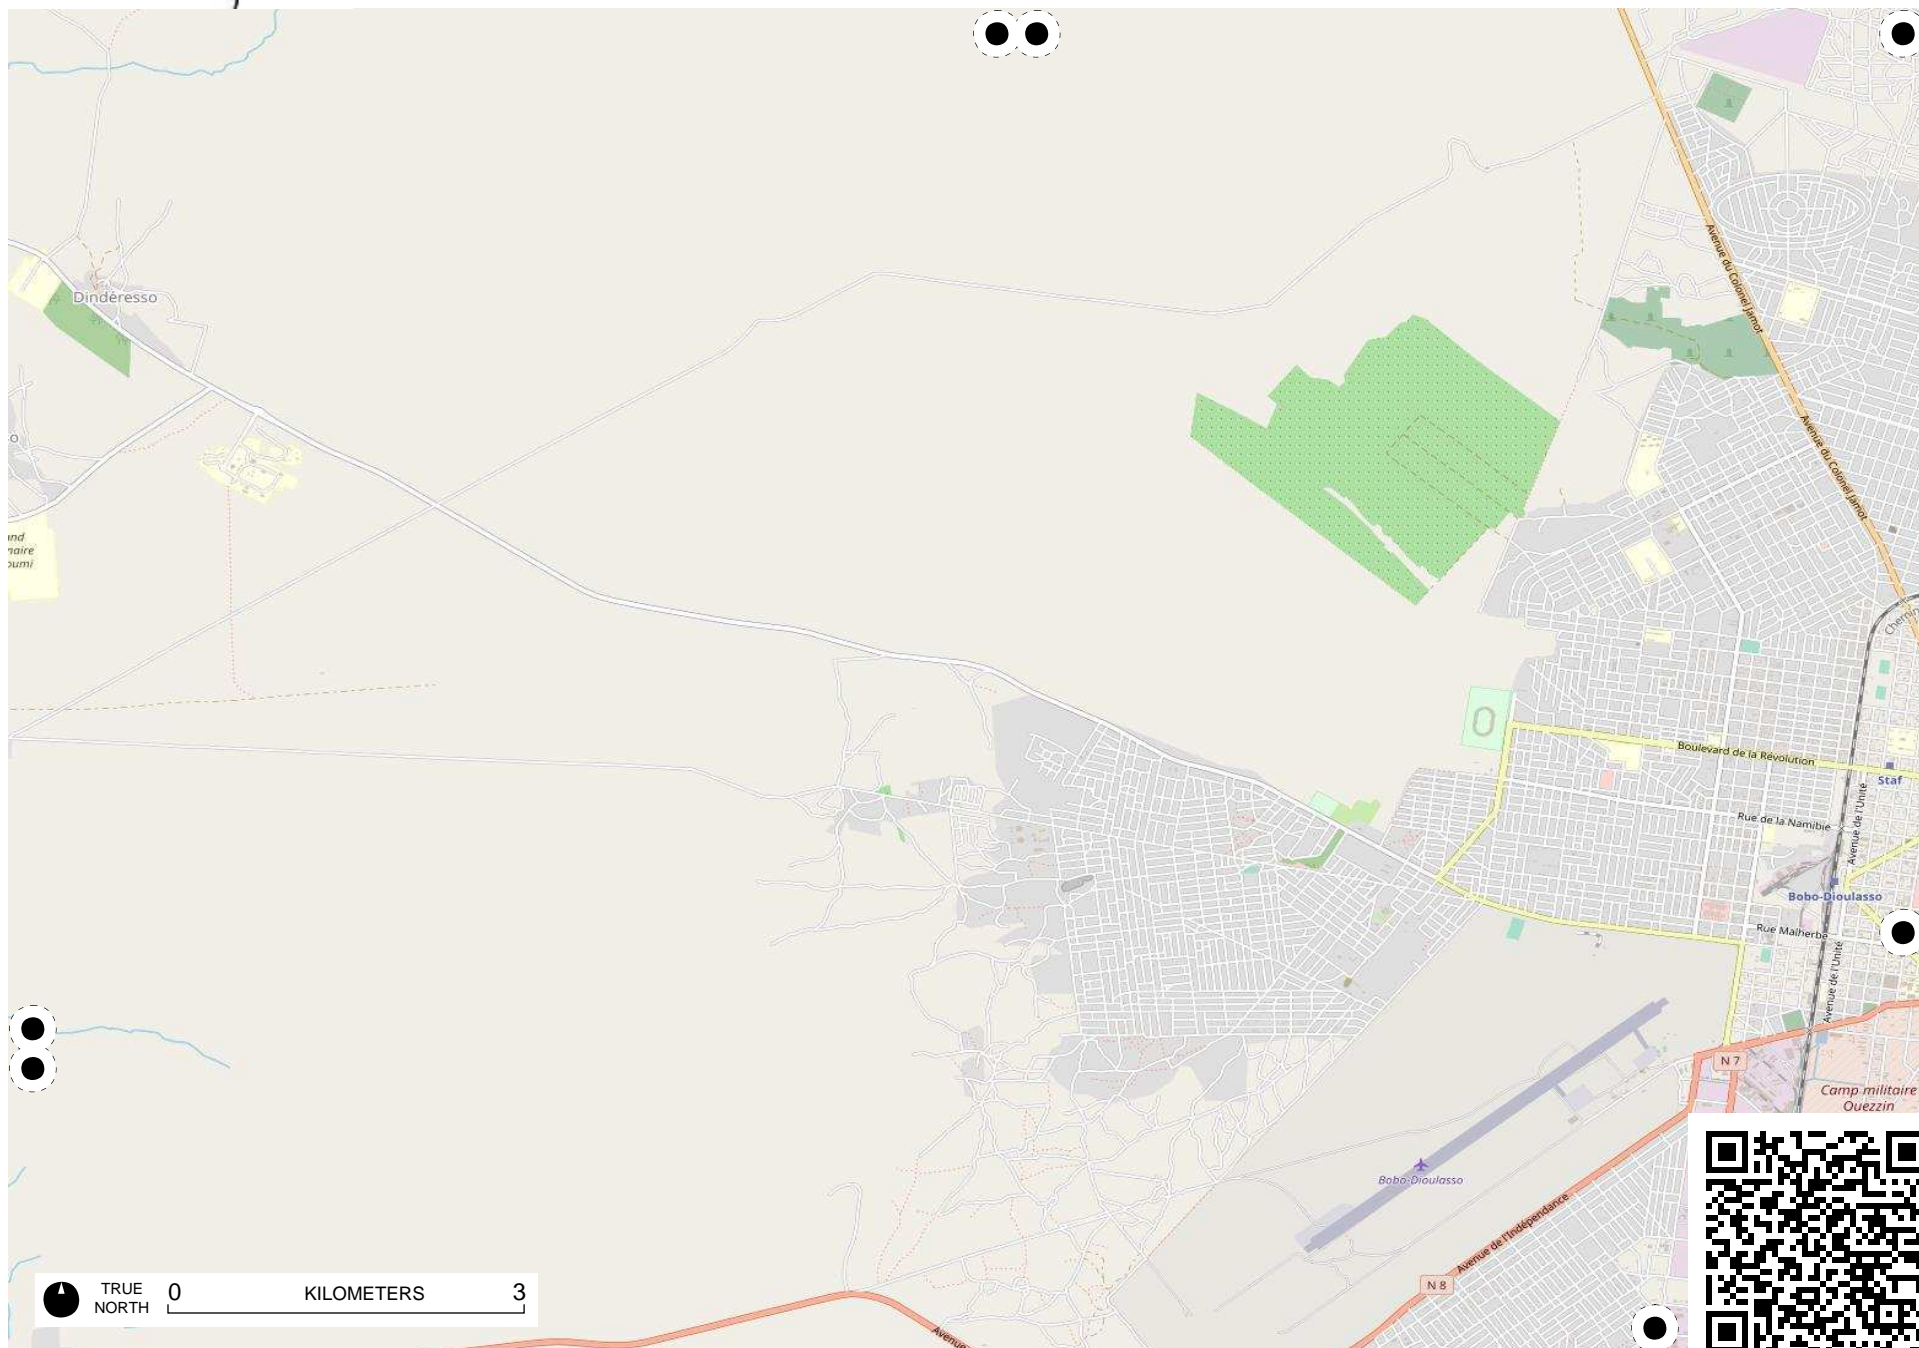 Avenue du Colonel Jamot
Dindéresso
Avenue du Colonel Jamot
Chemin
Boulevard de la Révolution
Staf
Rue de la Namibie
Avenue de l'Unité
Bobo-Dioulasso
Rue Malherbe
Avenue de l'Unité
N 7
Camp militaire
Ouezzin
Bobo-Dioulasso
Avenue de l'Indépendance
N 8
TRUE
NORTH
0 KILOMETERS 3
Avenue